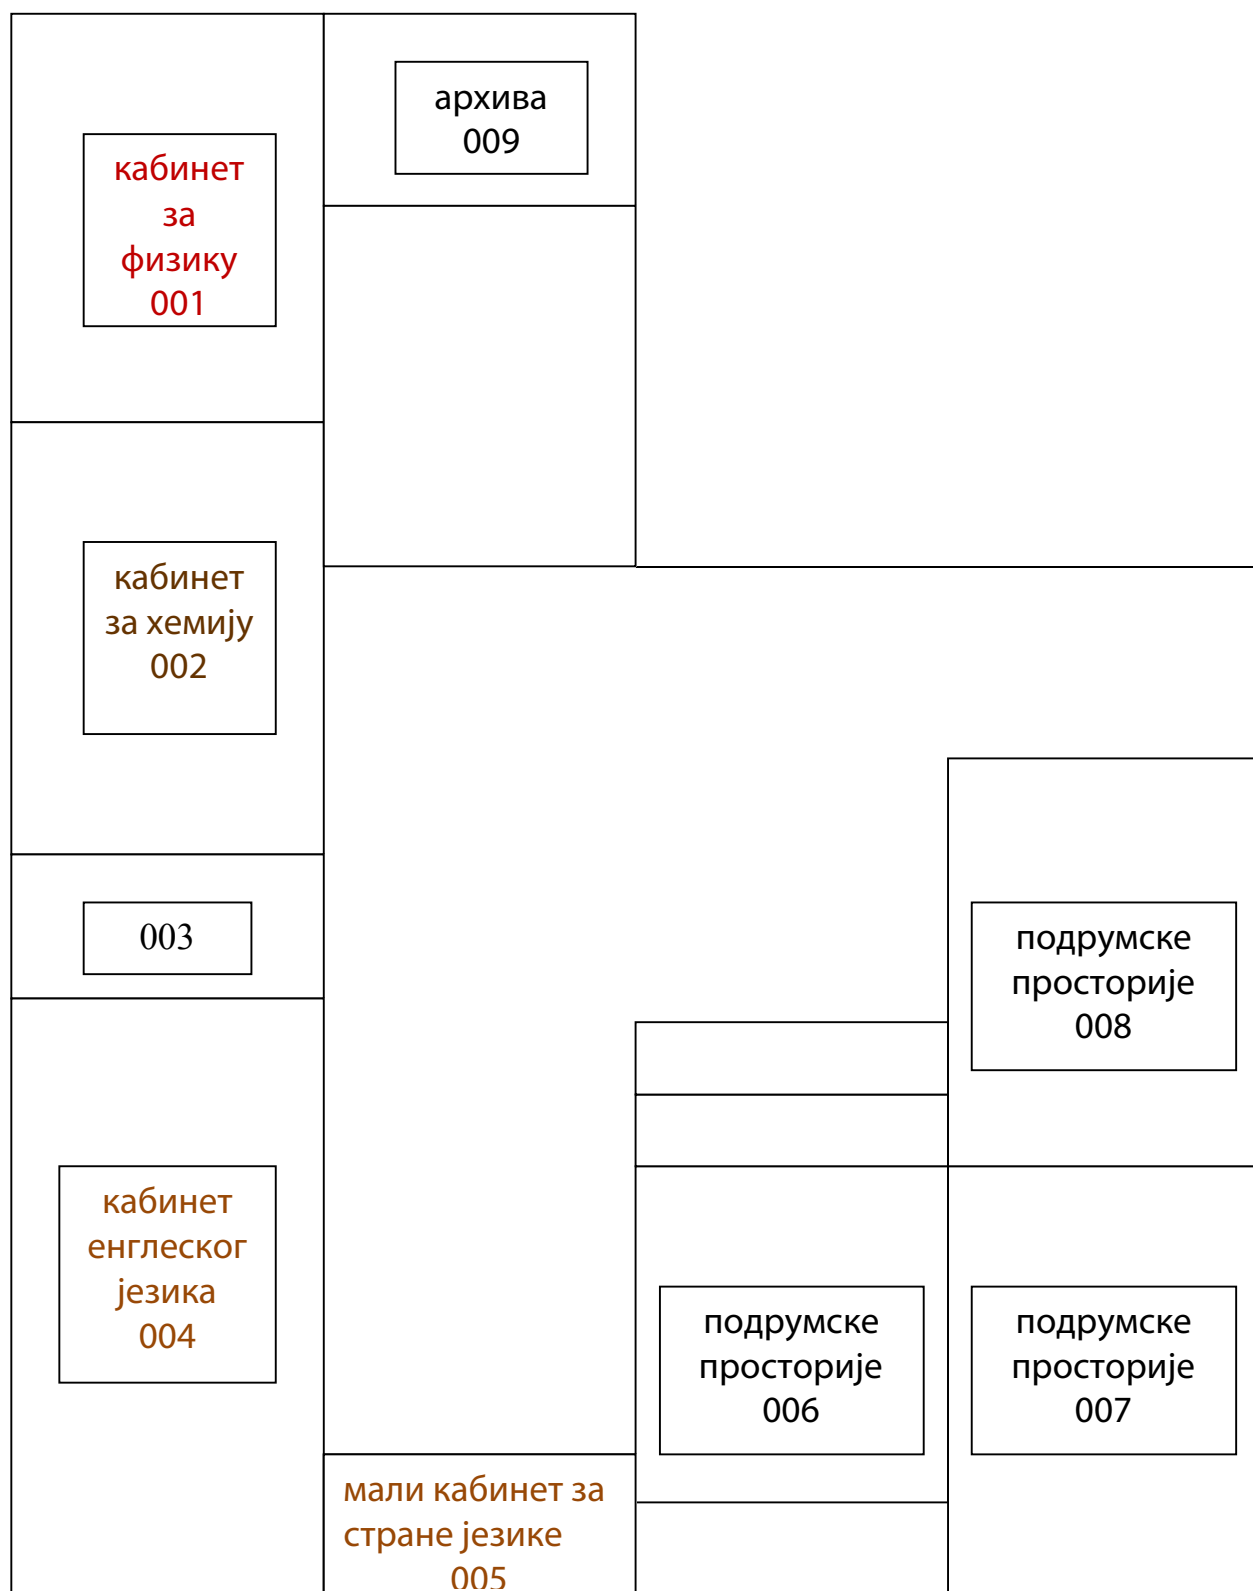 архива
009
кабинет
за
физику
001
кабинет
за хемију
002
003
подрумске
просторије
008
кабинет
енглеског
језика
004
подрумске
просторије
006
подрумске
просторије
007
мали кабинет за
стране језике
005